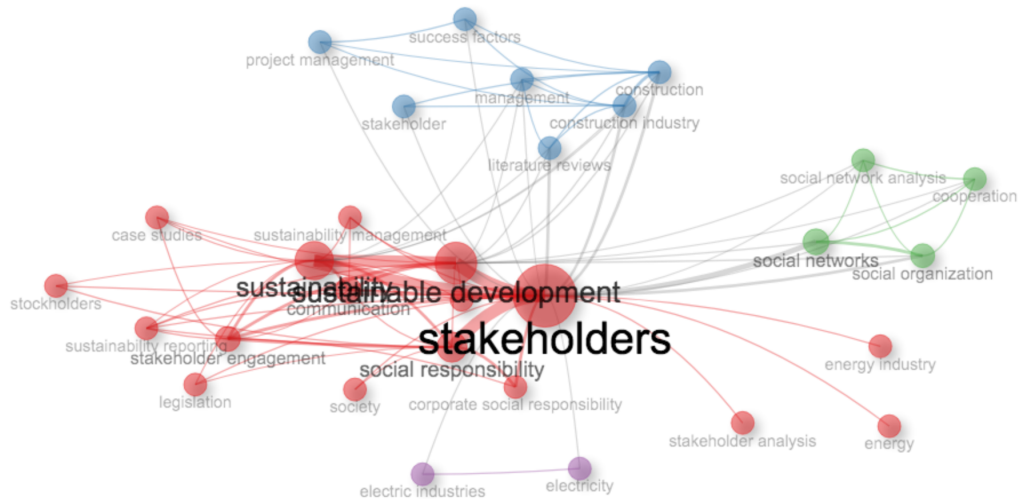 success factors
project management
construction
management
stakeholder
construction industry
literature reviews
social network analysis
cooperation
case studies
sustainability management
social networks
social organization
sustainability
sustainable development
stockholders
communication
stakeholders
sustainability reporting
stakeholder engagement
social responsibility
energy industry
legislation
society
corporate social responsibility
stakeholder analysis
energy
electric industries
electricity